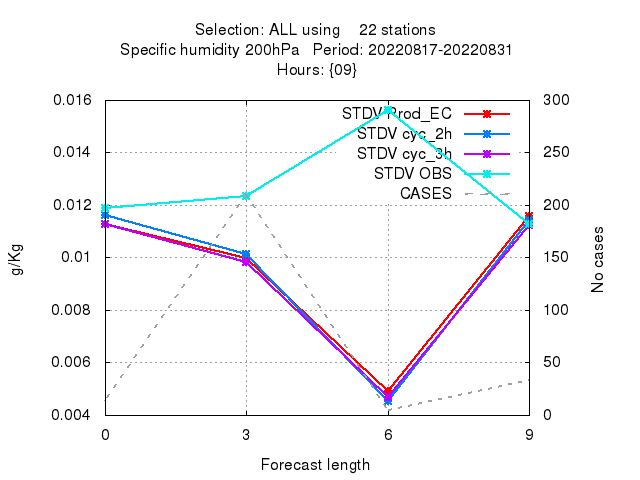 Selection: ALL using    22 stations
Specific humidity 200hPa   Period: 20220817-20220831
Hours: {09}
0.016
0.014
0.012
0.01
0.008
0.006
0.004
g/Kg
STDV Prod_EC
STDV cyc_2h
STDV cyc_3h
STDV OBS
CASES
300
250
200
150
100
50
0
No cases
0 3 6 9
Forecast length